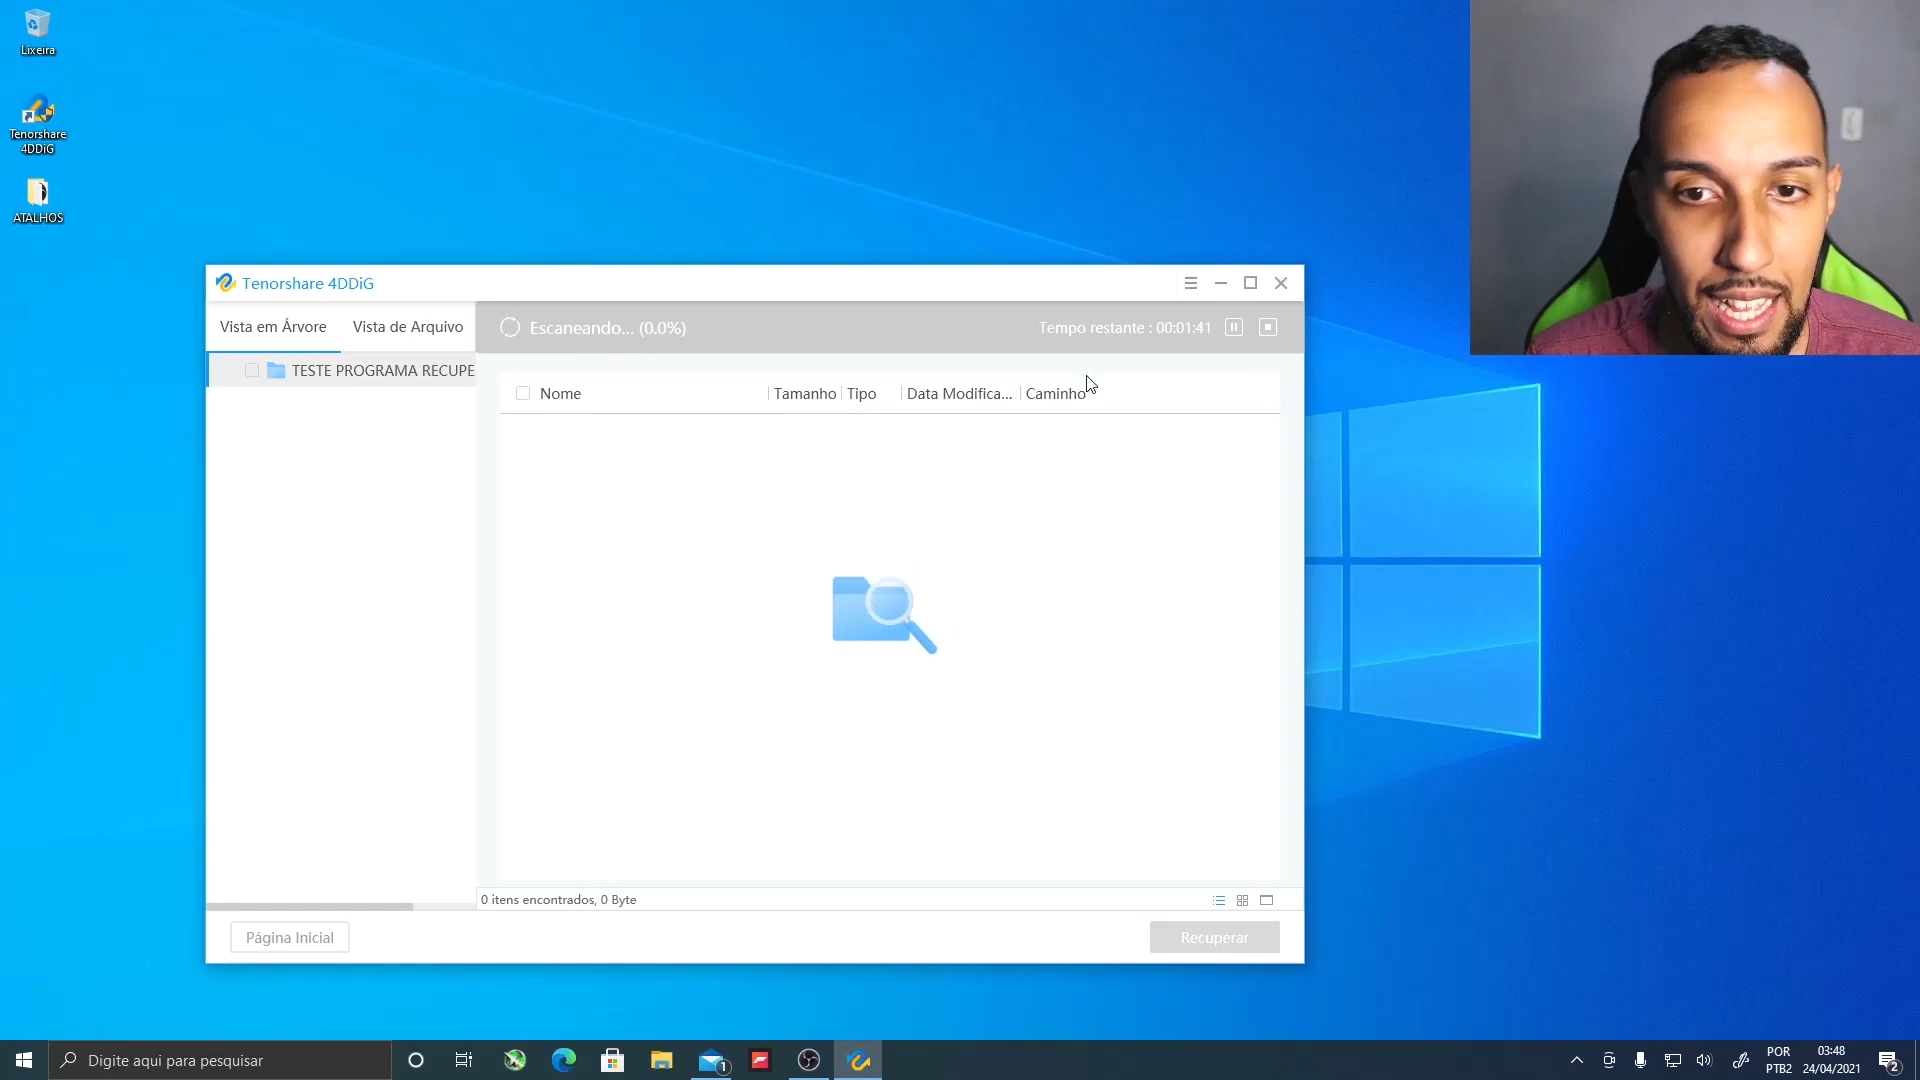 Lixeira
Tenorshare
4DDiG
ATALHOS
Tenorshare 4DDiG
Vista em Árvore
Vista de Arquivo
Escaneando... (0.0%)
Tempo restante : 00:01:41
TESTE PROGRAMA RECUPE
Nome
Tamanho
Tipo
Data Modifica...
Caminho
0 itens encontrados, 0 Byte
Página Inicial
Recuperar
Digite aqui para pesquisar
1
POR
PTB2
03:48
24/04/2021
2